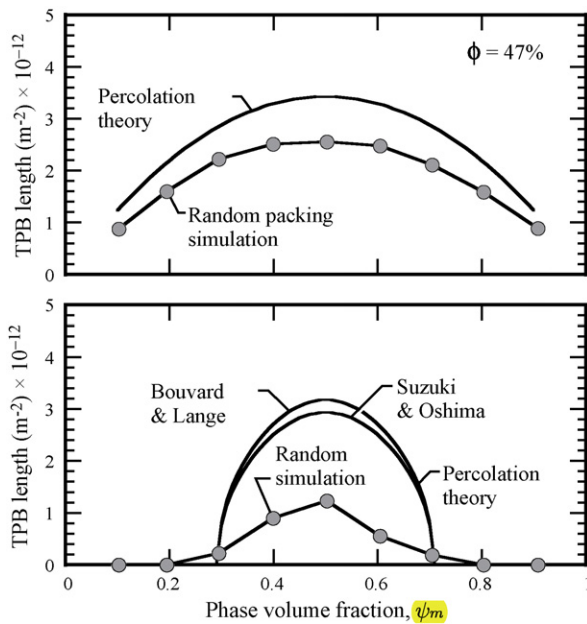 5
4
3
2
1
0
TPB length (m⁻²) × 10⁻¹²
ϕ = 47%
Percolation
theory
Random packing
simulation
5
4
3
2
1
0
TPB length (m⁻²) × 10⁻¹²
Bouvard
& Lange
Suzuki
& Oshima
Random
simulation
Percolation
theory
0
0.2
0.4
0.6
0.8
1
Phase volume fraction, ψm